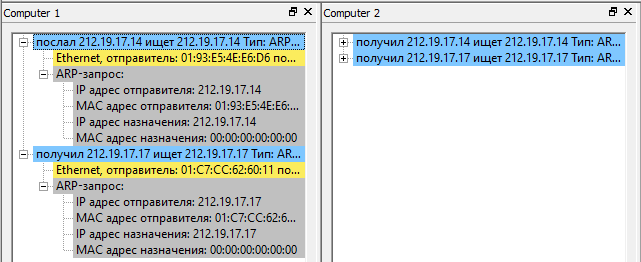 Computer 1
послал 212.19.17.14 ищет 212.19.17.14 Тип: ARP...
Ethernet, отправитель: 01:93:E5:4E:E6:D6 по...
ARP-запрос:
IP адрес отправителя: 212.19.17.14
MAC адрес отправителя: 01:93:E5:4E:E6:...
IP адрес назначения: 212.19.17.14
MAC адрес назначения: 00:00:00:00:00:00
получил 212.19.17.17 ищет 212.19.17.17 Тип: AR...
Ethernet, отправитель: 01:C7:CC:62:60:11 по...
ARP-запрос:
IP адрес отправителя: 212.19.17.17
MAC адрес отправителя: 01:C7:CC:62:6...
IP адрес назначения: 212.19.17.17
MAC адрес назначения: 00:00:00:00:00:00
Computer 2
получил 212.19.17.14 ищет 212.19.17.14 Тип: AR...
получил 212.19.17.17 ищет 212.19.17.17 Тип: AR...